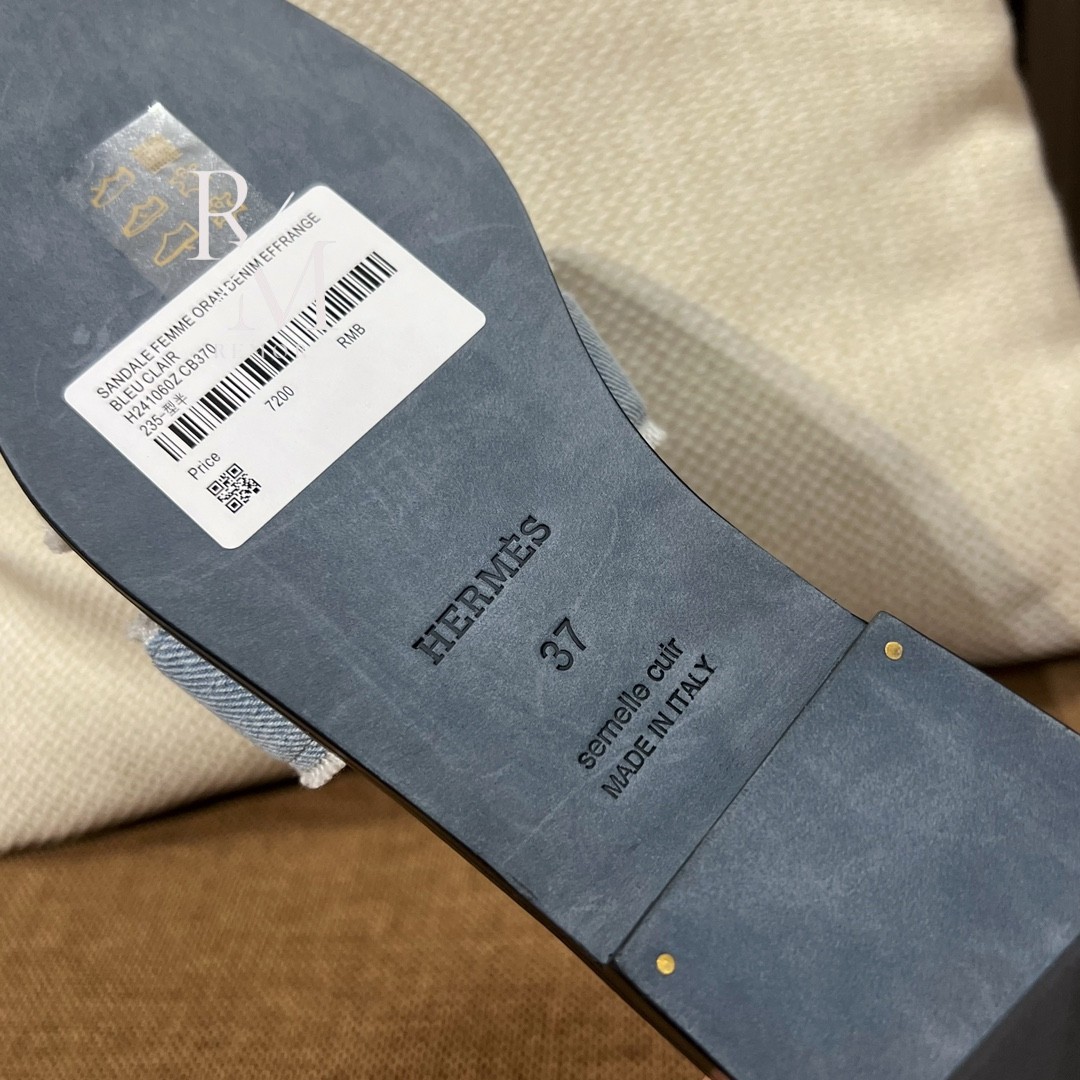 R
M
SANDALE FEMME ORAN DENIM EFFRANGE
BLEU CLAIR
H241060Z CB370
235-型半
Price
7200
RMB
HERMÈS
37
semelle cuir
MADE IN ITALY